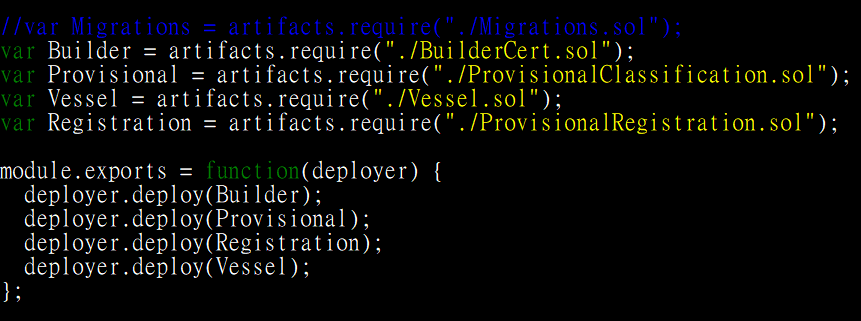 //var Migrations = artifacts.require("./Migrations.sol");
var Builder = artifacts.require("./BuilderCert.sol");
var Provisional = artifacts.require("./ProvisionalClassification.sol");
var Vessel = artifacts.require("./Vessel.sol");
var Registration = artifacts.require("./ProvisionalRegistration.sol");

module.exports = function(deployer) {
  deployer.deploy(Builder);
  deployer.deploy(Provisional);
  deployer.deploy(Registration);
  deployer.deploy(Vessel);
};